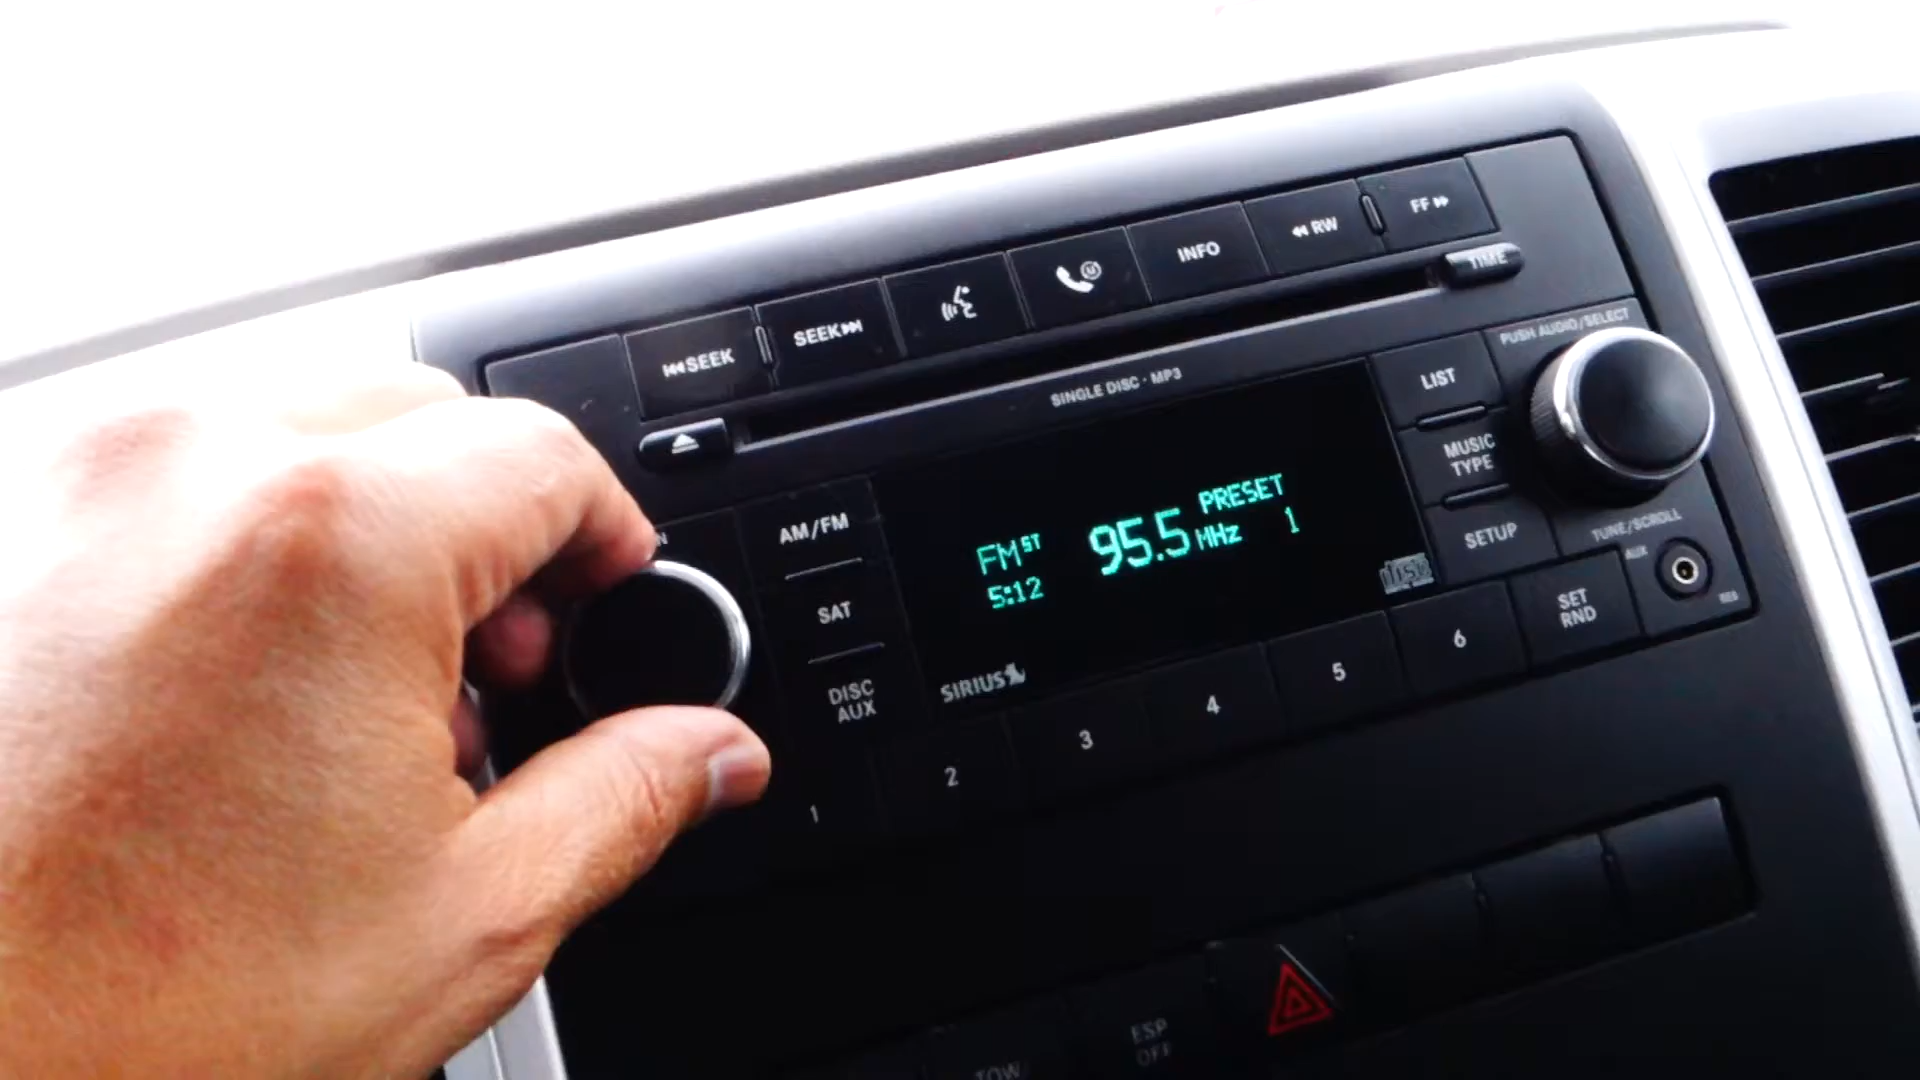 ⏮SEEK
SEEK⏭
INFO
◀◀ RW
FF ▶▶
TIME
SINGLE DISC · MP3
PUSH AUDIO/SELECT
LIST
MUSIC
TYPE
SETUP
TUNE/SCROLL
AUX
AM/FM
SAT
DISC
AUX
FM ST
5:12
95.5 MHz
PRESET
1
DISC
SIRIUS
1
2
3
4
5
6
SET
RND
ESP
OFF
TOW